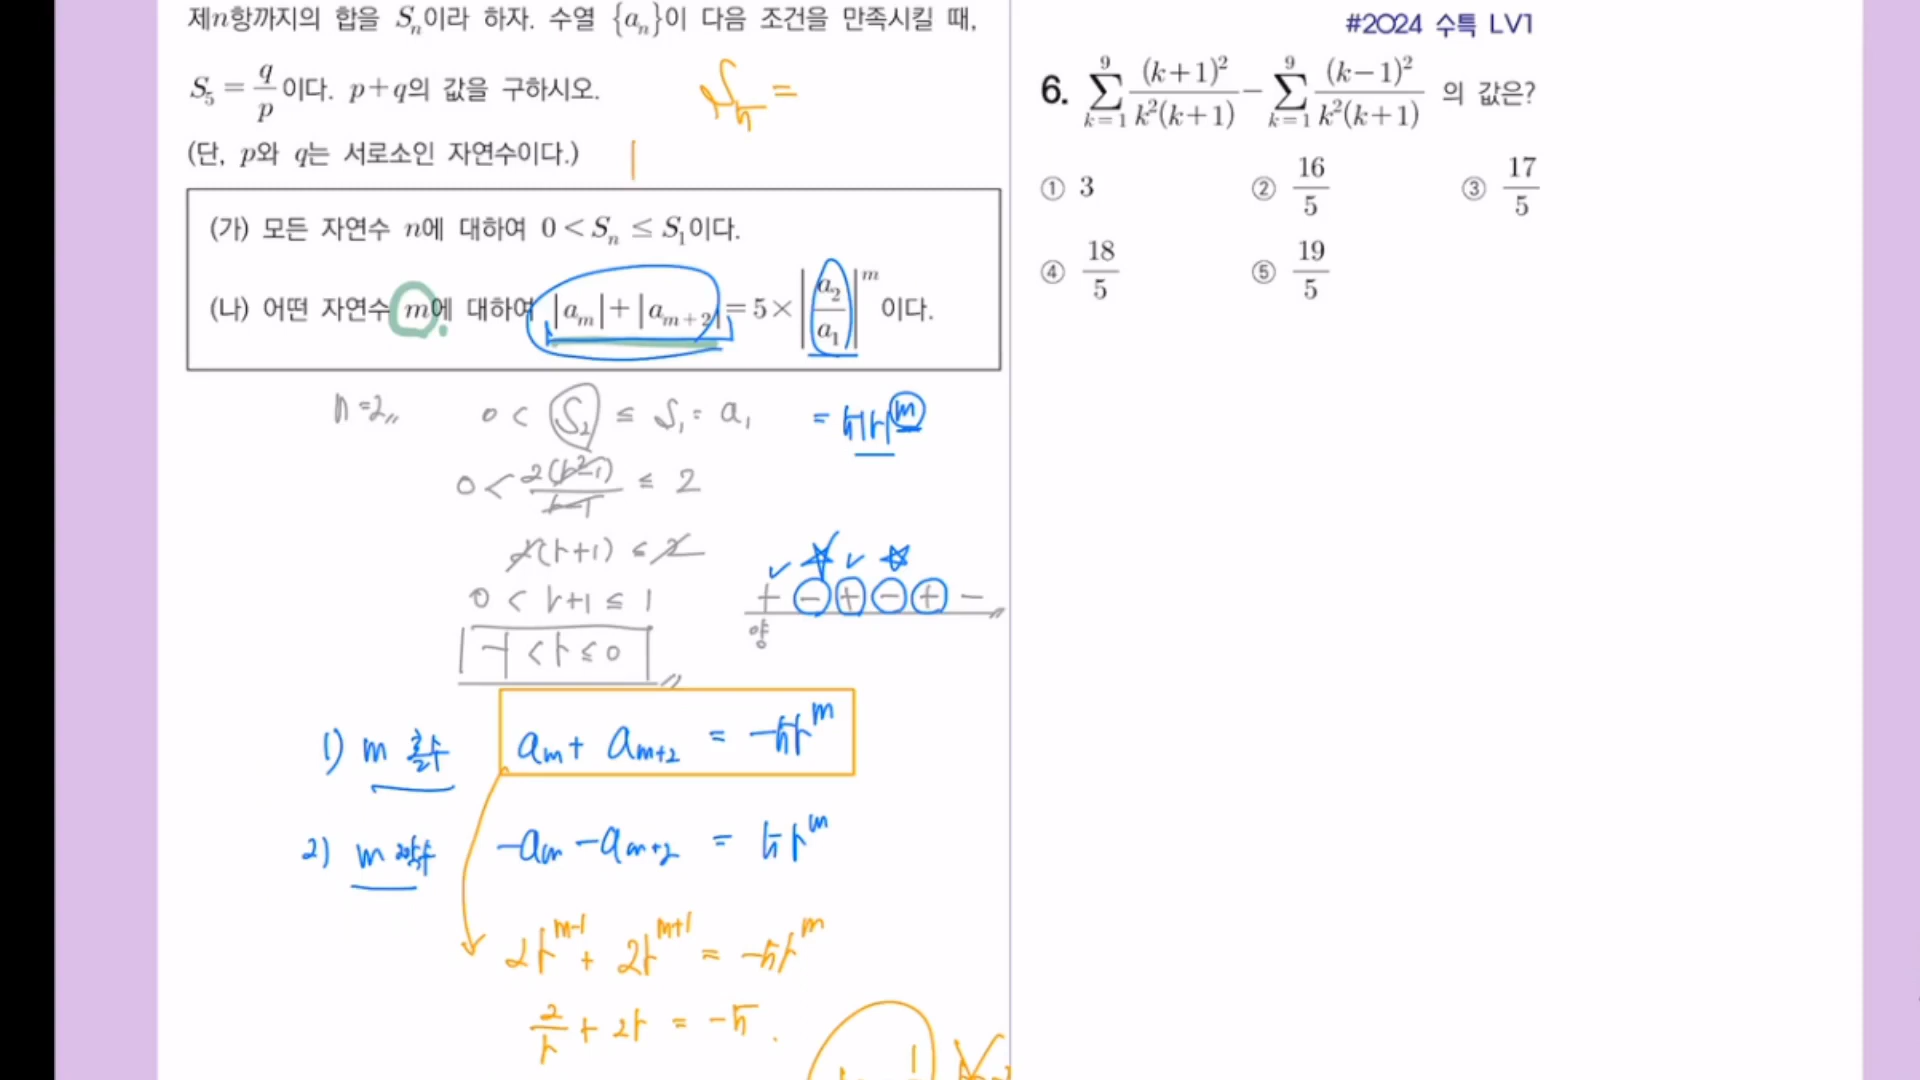 제n항까지의 합을 Sₙ이라 하자. 수열 {aₙ}이 다음 조건을 만족시킬 때,
S₅ = q/p 이다. p+q의 값을 구하시오.
Sₙ =
(단, p와 q는 서로소인 자연수이다.)
(가) 모든 자연수 n에 대하여 0 < Sₙ ≤ S₁이다.
(나) 어떤 자연수 m에 대하여 |aₘ|+|aₘ₊₂| = 5×|a₂/a₁|^m 이다.
n=2 0 < S₂ ≤ S₁ = a₁ = 5|r|^m
0 < 2(r²-1)/(r-1) ≤ 2
2(r+1) ≤ 2
0 < r+1 ≤ 1
-1 < r ≤ 0
+ - + - + -
양
1) m 홀수 aₘ + aₘ₊₂ = -5r^m
2) m 짝수 -aₘ - aₘ₊₂ = 5r^m
2r^(m-1) + 2r^(m+1) = -5r^m
2/r + 2r = -5.
#2024 수특 LV1
6. ∑_{k=1}^{9} (k+1)²/k²(k+1) - ∑_{k=1}^{9} (k-1)²/k²(k+1) 의 값은?
① 3 ② 16/5 ③ 17/5
④ 18/5 ⑤ 19/5